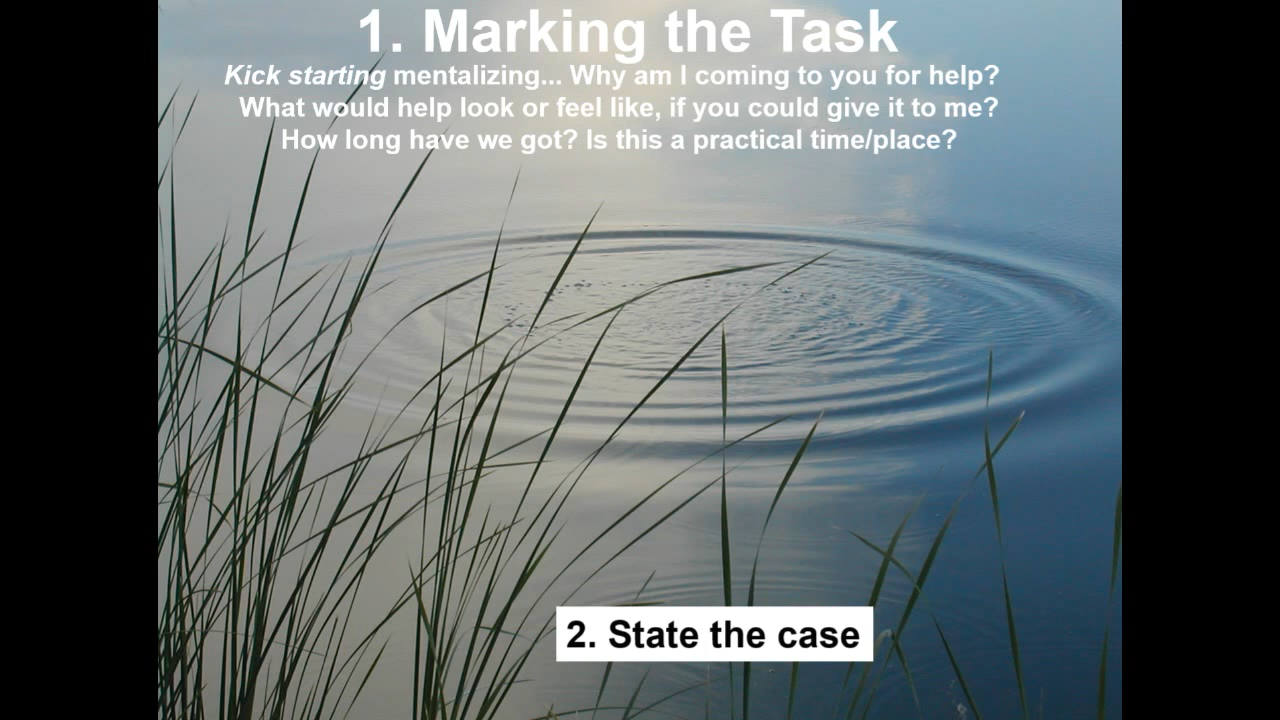 1. Marking the Task
Kick starting mentalizing... Why am I coming to you for help?
What would help look or feel like, if you could give it to me?
How long have we got? Is this a practical time/place?
2. State the case